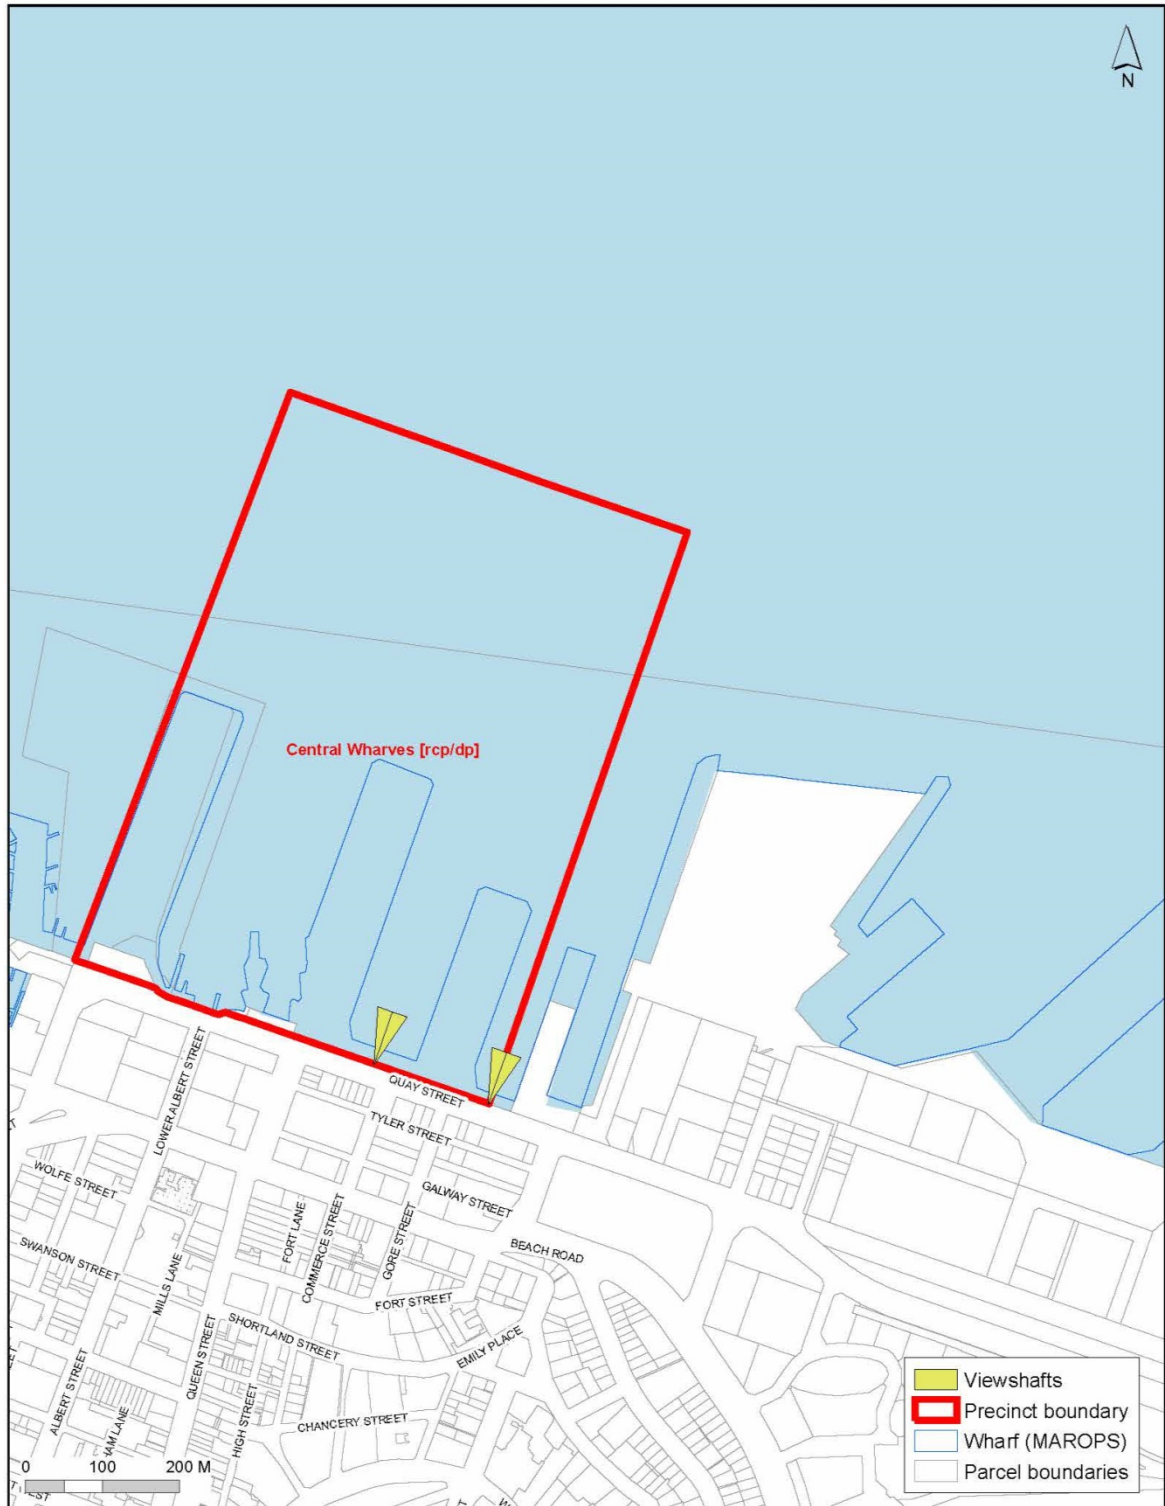 N
Central Wharves [rcp/dp]
QUAY STREET
TYLER STREET
LOWER ALBERT STREET
WOLFE STREET
GALWAY STREET
FORT LANE
COMMERCE STREET
GORE STREET
BEACH ROAD
SWANSON STREET
MILLS LANE
FORT STREET
SHORTLAND STREET
EMILY PLACE
QUEEN STREET
ALBERT STREET
HIGH STREET
CHANCERY STREET
HAM LANE
Viewshafts
Precinct boundary
Wharf (MAROPS)
Parcel boundaries
0 100 200 M